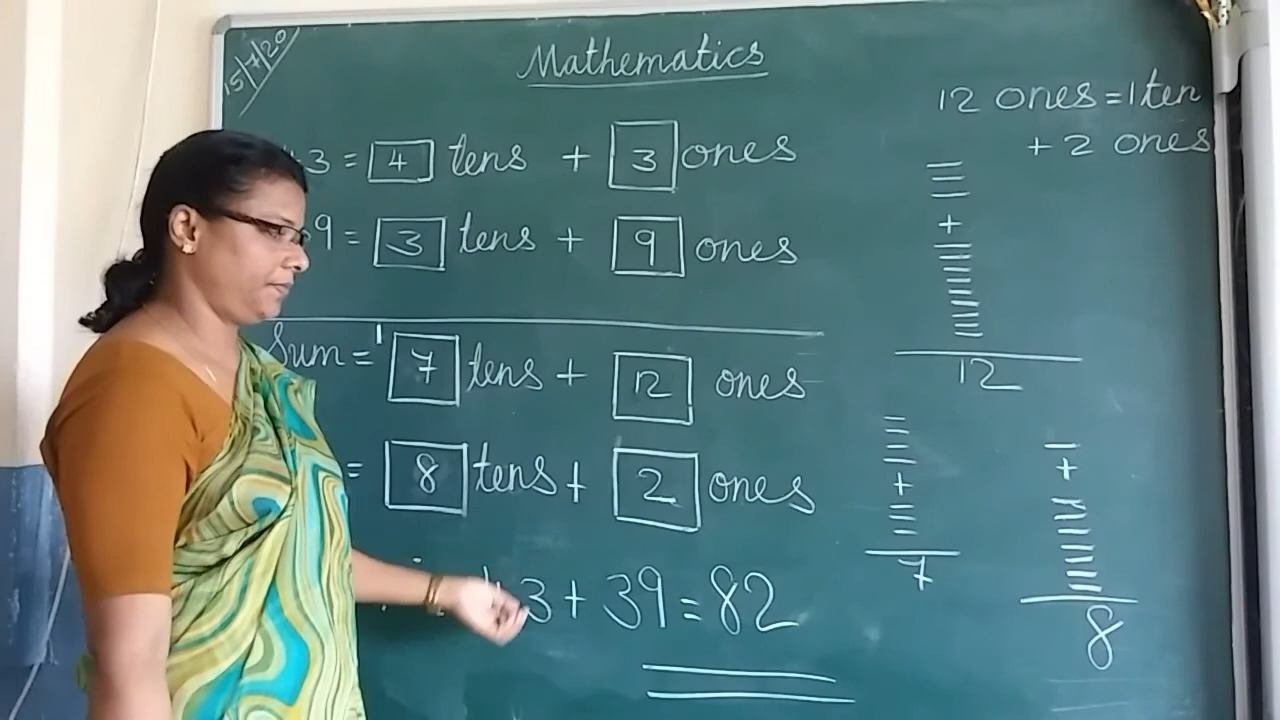 15/7/20
Mathematics
3 = 4 tens + 3 ones
9 = 3 tens + 9 ones
Sum = 1 7 tens + 12 ones
= 8 tens + 2 ones
3 + 39 = 82
12 ones = 1 ten
+ 2 ones
+
12
+
7
+
8